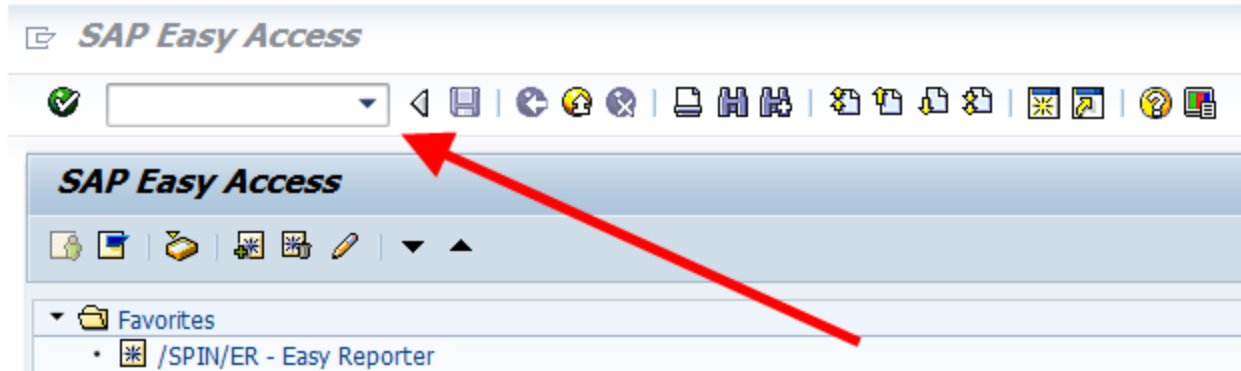 SAP Easy Access
SAP Easy Access
Favorites
/SPIN/ER - Easy Reporter